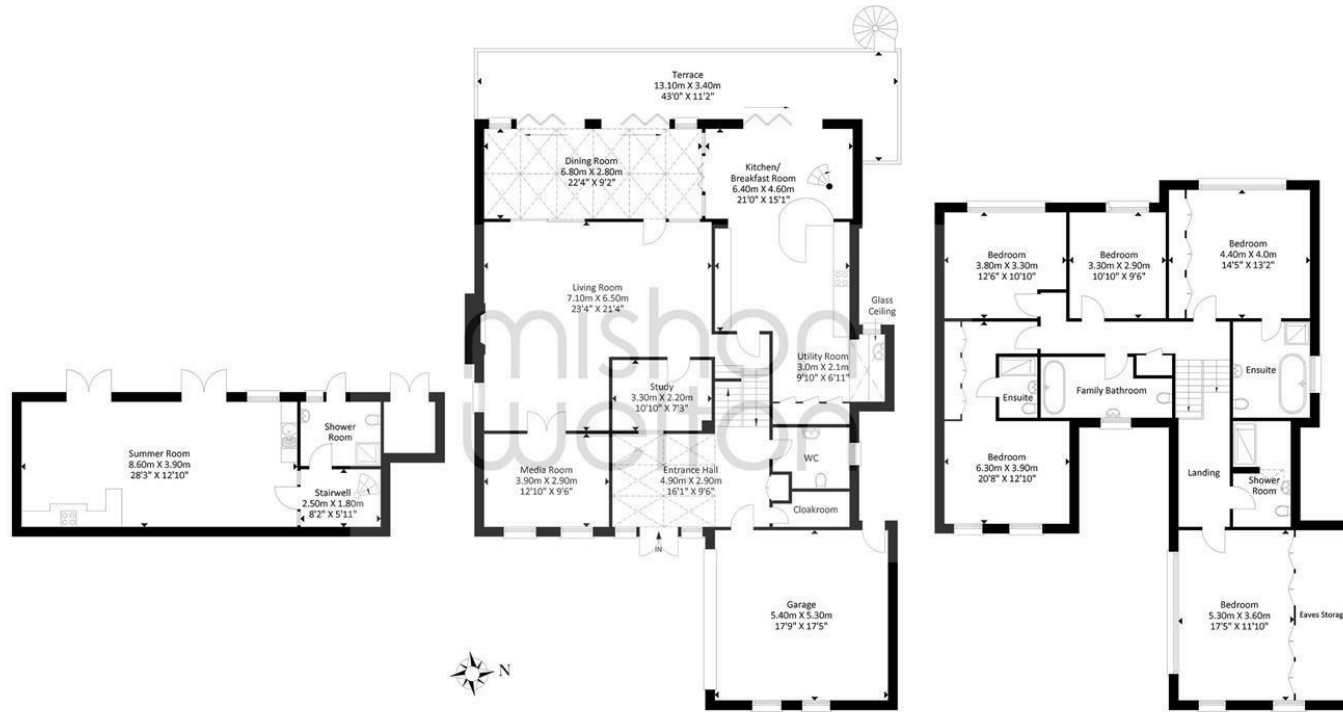 Terrace
13.10m X 3.40m
43'0" X 11'2"
Dining Room
6.80m X 2.80m
22'4" X 9'2"
Kitchen/
Breakfast Room
6.40m X 4.60m
21'0" X 15'1"
Living Room
7.10m X 6.50m
23'4" X 21'4"
Glass
Ceiling
Utility Room
3.0m X 2.1m
9'10" X 6'11"
Study
3.30m X 2.20m
10'10" X 7'3"
Media Room
3.90m X 2.90m
12'10" X 9'6"
Entrance Hall
4.90m X 2.90m
16'1" X 9'6"
WC
Cloakroom
IN
Garage
5.40m X 5.30m
17'9" X 17'5"
Summer Room
8.60m X 3.90m
28'3" X 12'10"
Shower
Room
Stairwell
2.50m X 1.80m
8'2" X 5'11"
Bedroom
3.80m X 3.30m
12'6" X 10'10"
Bedroom
3.30m X 2.90m
10'10" X 9'6"
Bedroom
4.40m X 4.0m
14'5" X 13'2"
Ensuite
Family Bathroom
Ensuite
Bedroom
6.30m X 3.90m
20'8" X 12'10"
Landing
Shower
Room
Bedroom
5.30m X 3.60m
17'5" X 11'10"
Eaves Storag
N
mishon
welton